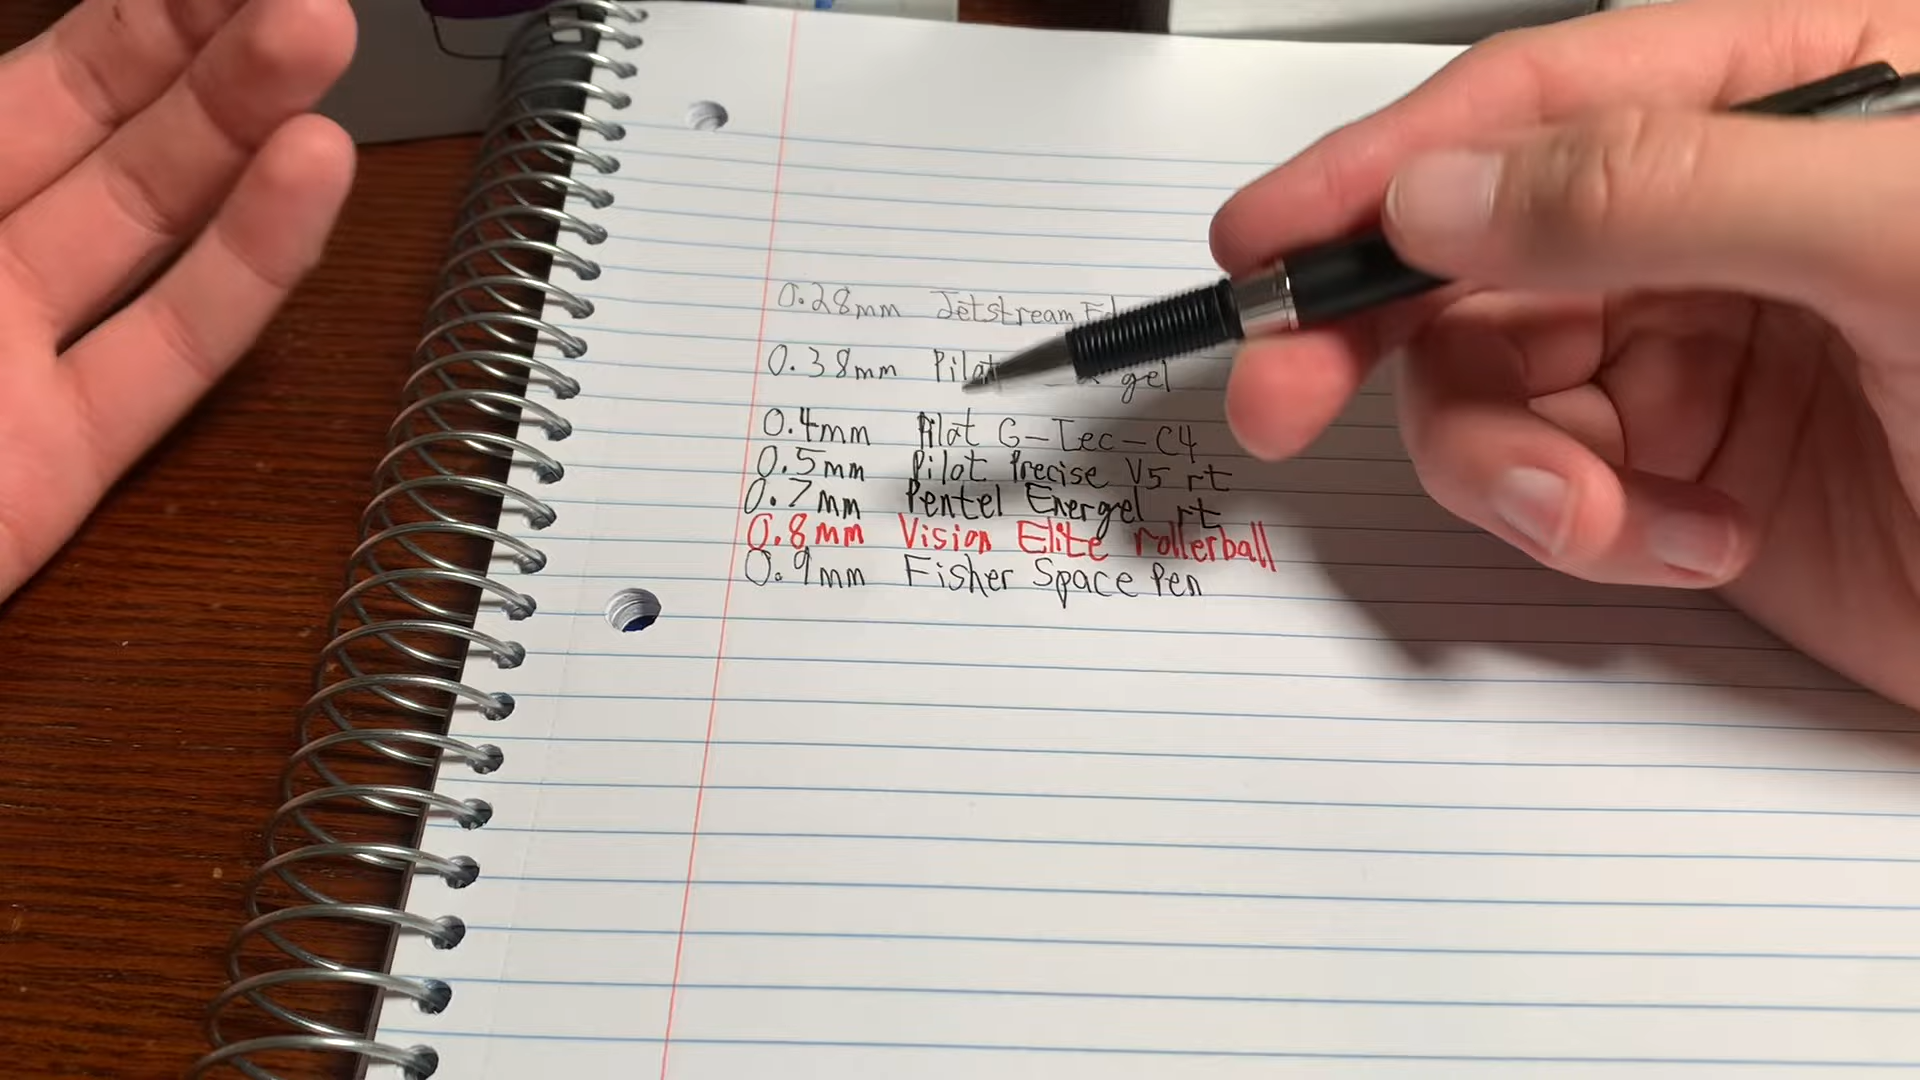 0.28mm Jetstream
0.38mm Pilot gel
0.4mm Pilot G-Tec-C4
0.5mm Pilot Precise V5 rt
0.7mm Pentel Energel rt
0.8mm Vision Elite rollerball
0.9mm Fisher Space Pen